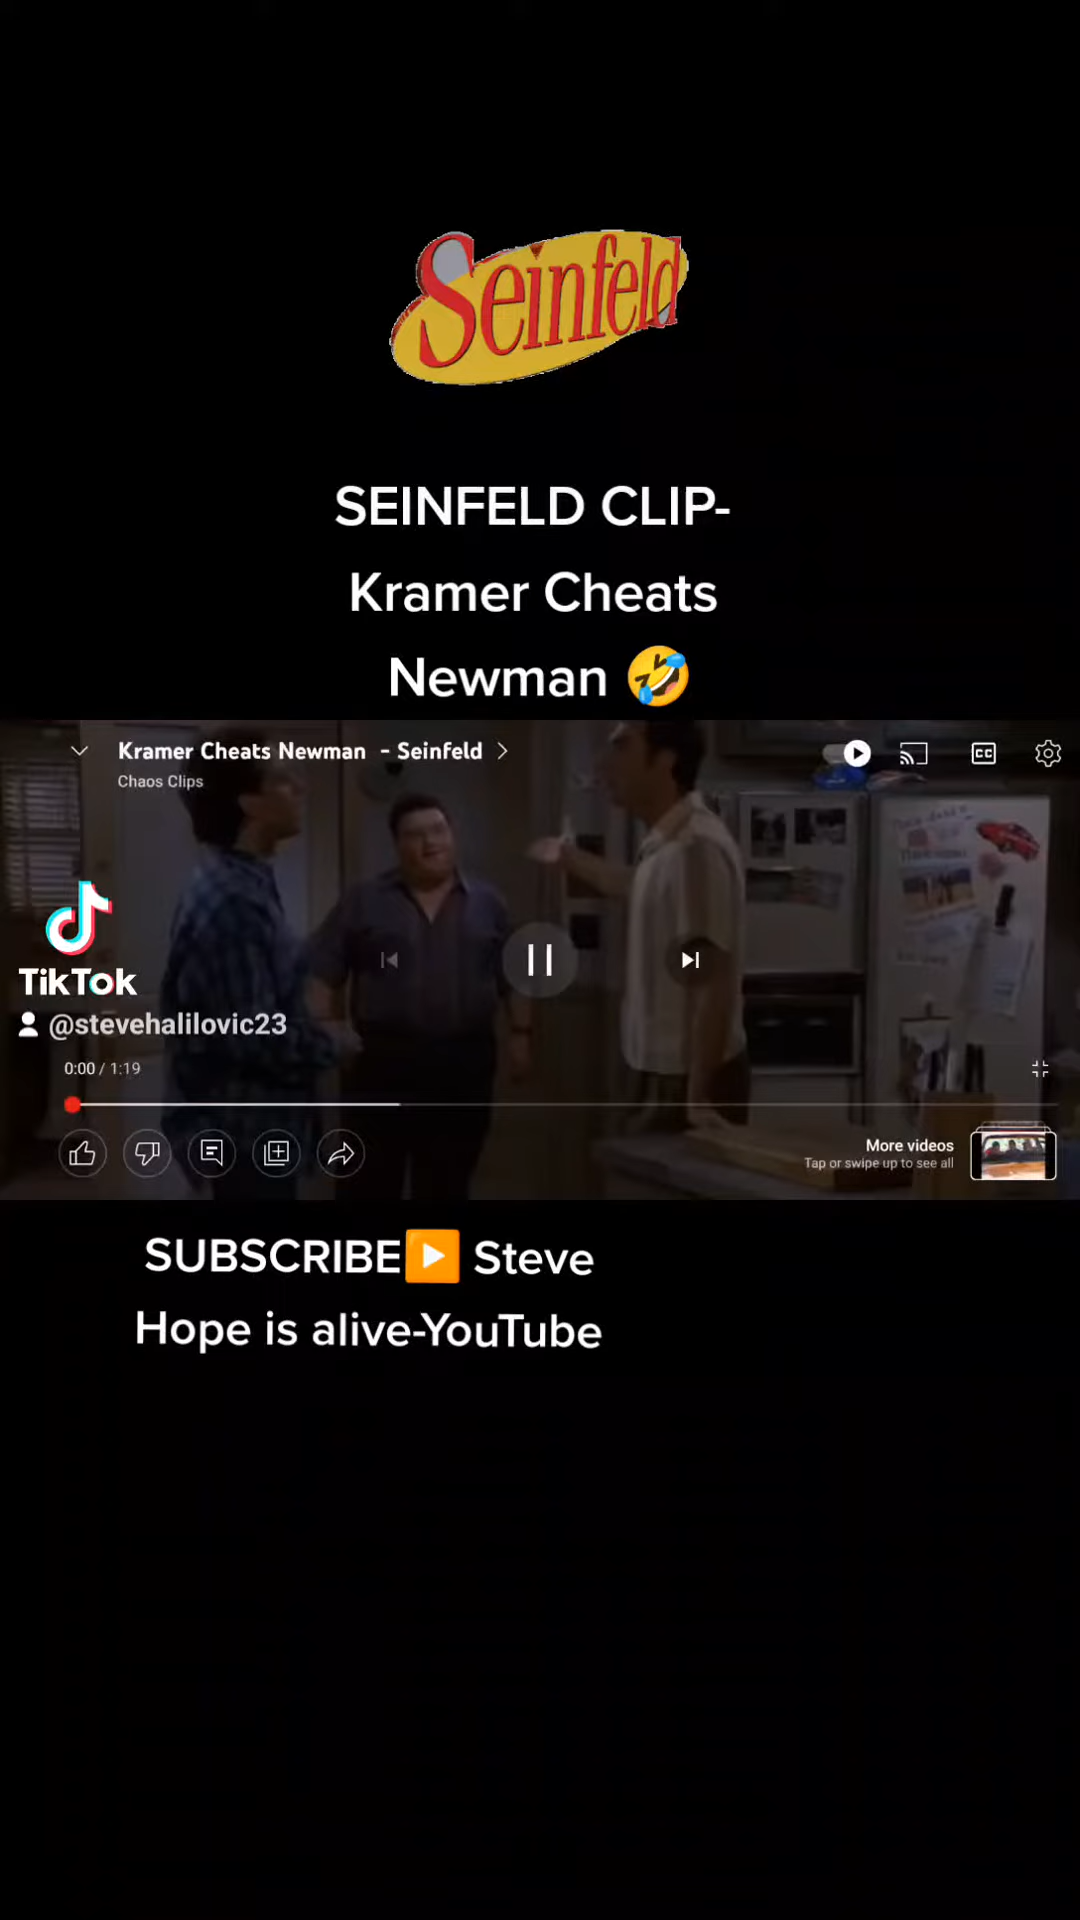 Seinfeld
SEINFELD CLIP-
Kramer Cheats
Newman 🤣
Kramer Cheats Newman - Seinfeld
Chaos Clips
CC
TikTok
@stevehalilovic23
0:00 / 1:19
More videos
Tap or swipe up to see all
SUBSCRIBE▶️ Steve
Hope is alive-YouTube